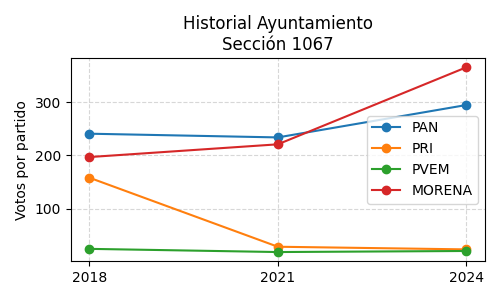 Historial Ayuntamiento
Sección 1067
Votos por partido
300
200
100
2018
2021
2024
PAN
PRI
PVEM
MORENA